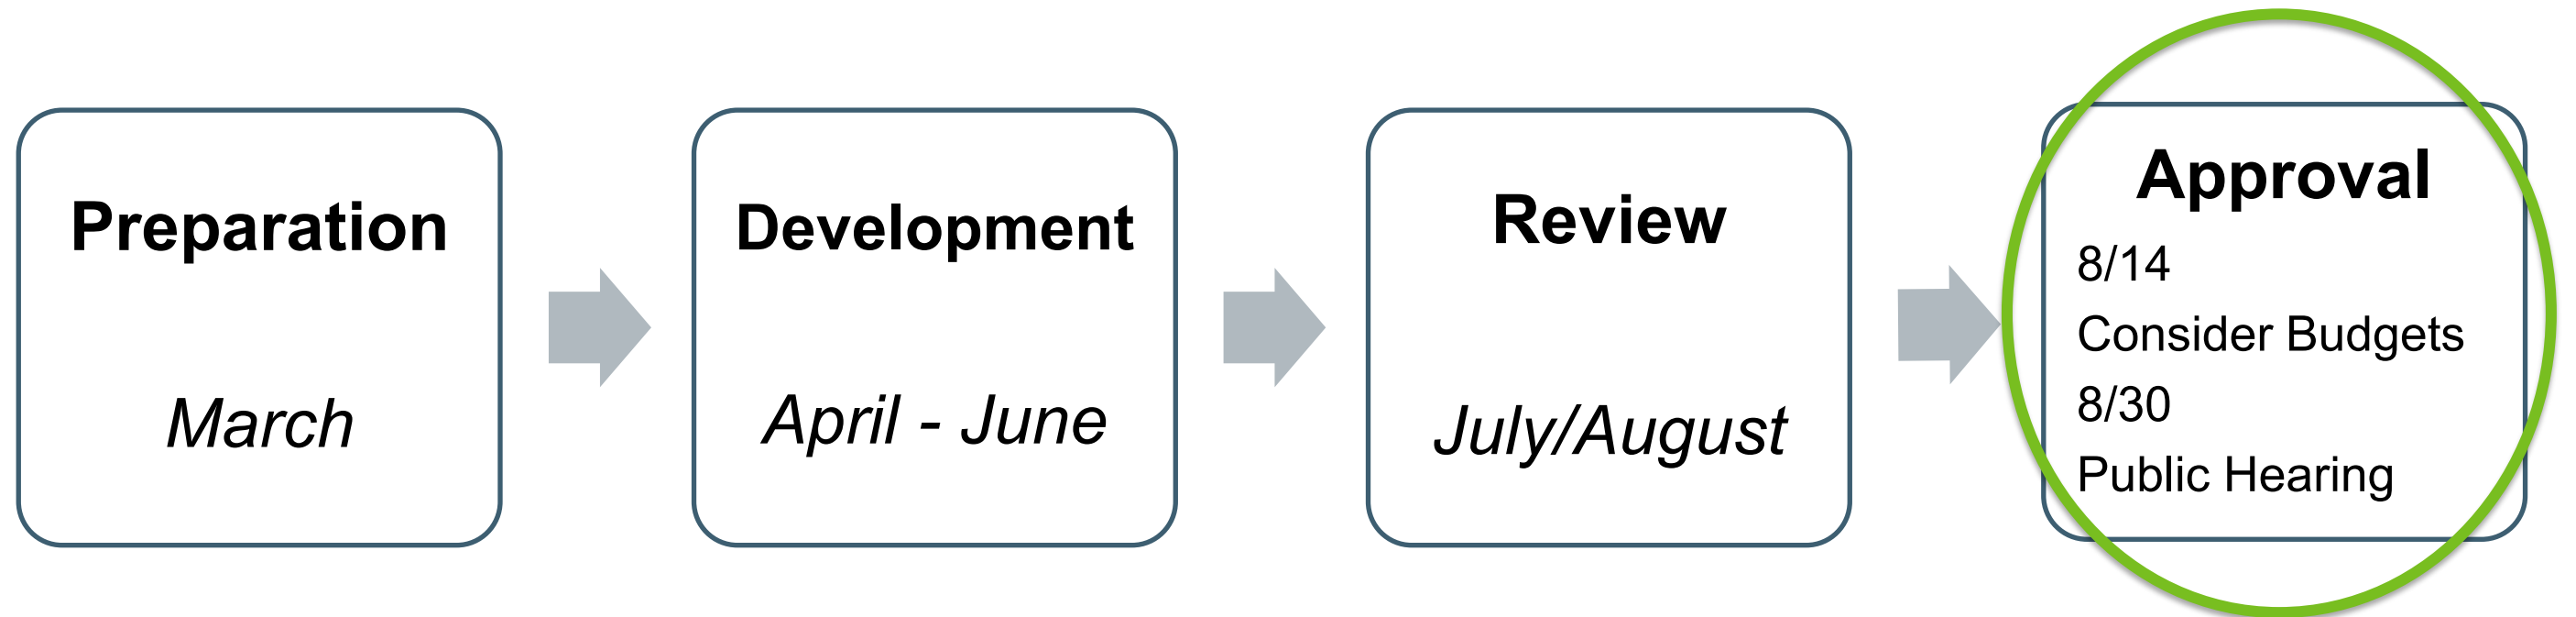 Preparation
March
Development
April - June
Review
July/August
Approval
8/14
Consider Budgets
8/30
Public Hearing